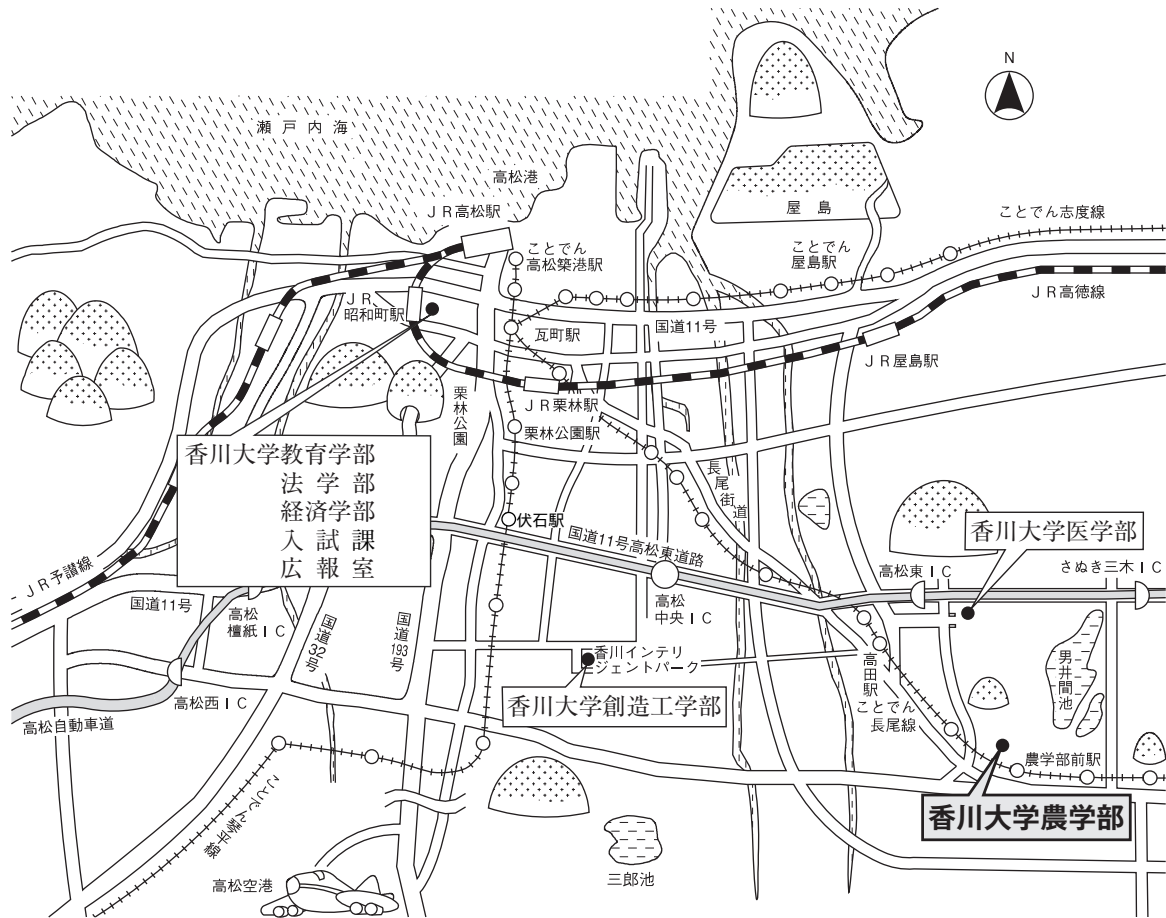 N
瀬戸内海
高松港
JR高松駅
屋島
ことでん志度線
ことでん
高松築港駅
ことでん
屋島駅
JR高徳線
JR
昭和町駅
瓦町駅
国道11号
JR屋島駅
栗林公園
JR栗林駅
栗林公園駅
長尾街道
香川大学教育学部
法学部
経済学部
入試課
広報室
伏石駅
国道11号高松東道路
香川大学医学部
高松東IC
さぬき三木IC
JR予讃線
国道11号
高松
檀紙IC
高松
中央IC
国道32号
国道193号
香川インテリ
ジェントパーク
高田駅
男井間池
高松西IC
香川大学創造工学部
ことでん
長尾線
高松自動車道
農学部前駅
香川大学農学部
ことでん琴平線
高松空港
三郎池